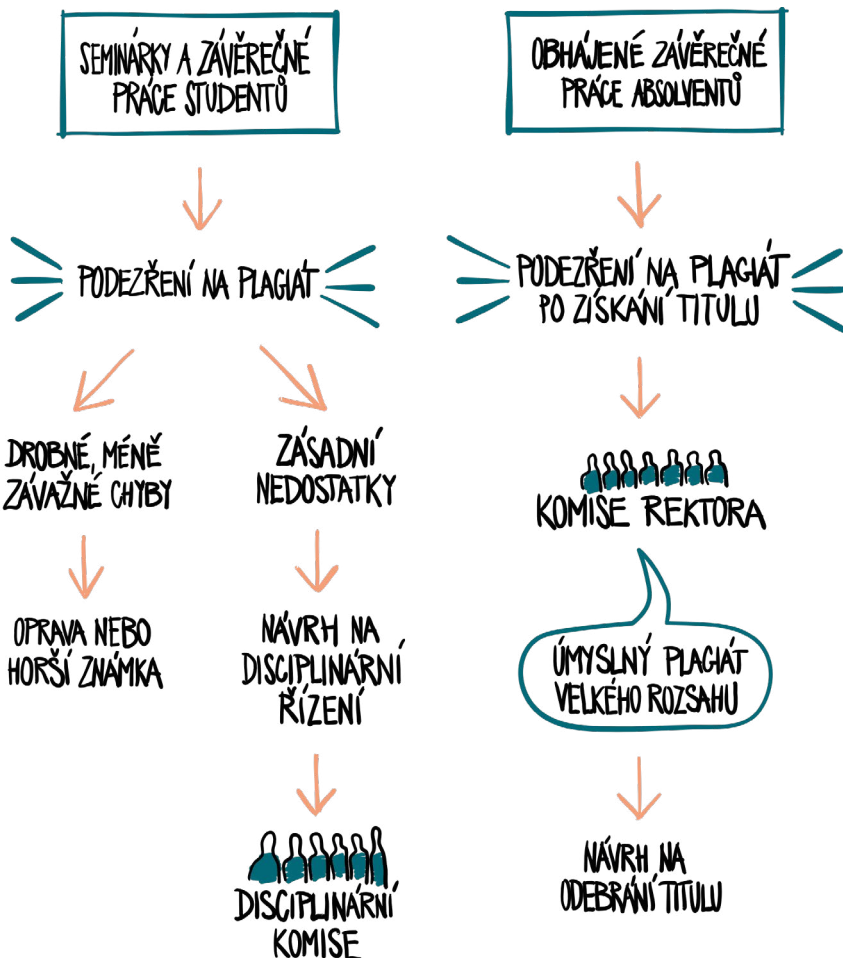 SEMINÁRKY A ZÁVĚREČNÉ
PRÁCE STUDENTŮ
PODEZŘENÍ NA PLAGIÁT
DROBNÉ, MÉNĚ
ZÁVAŽNÉ CHYBY
OPRAVA NEBO
HORŠÍ ZNÁMKA
ZÁSADNÍ
NEDOSTATKY
NÁVRH NA
DISCIPLINÁRNÍ
ŘÍZENÍ
DISCIPLINÁRNÍ
KOMISE
OBHÁJENÉ ZÁVĚREČNÉ
PRÁCE ABSOLVENTŮ
PODEZŘENÍ NA PLAGIÁT
PO ZÍSKÁNÍ TITULU
KOMISE REKTORA
ÚMYSLNÝ PLAGIÁT
VELKÉHO ROZSAHU
NÁVRH NA
ODEBRÁNÍ TITULU